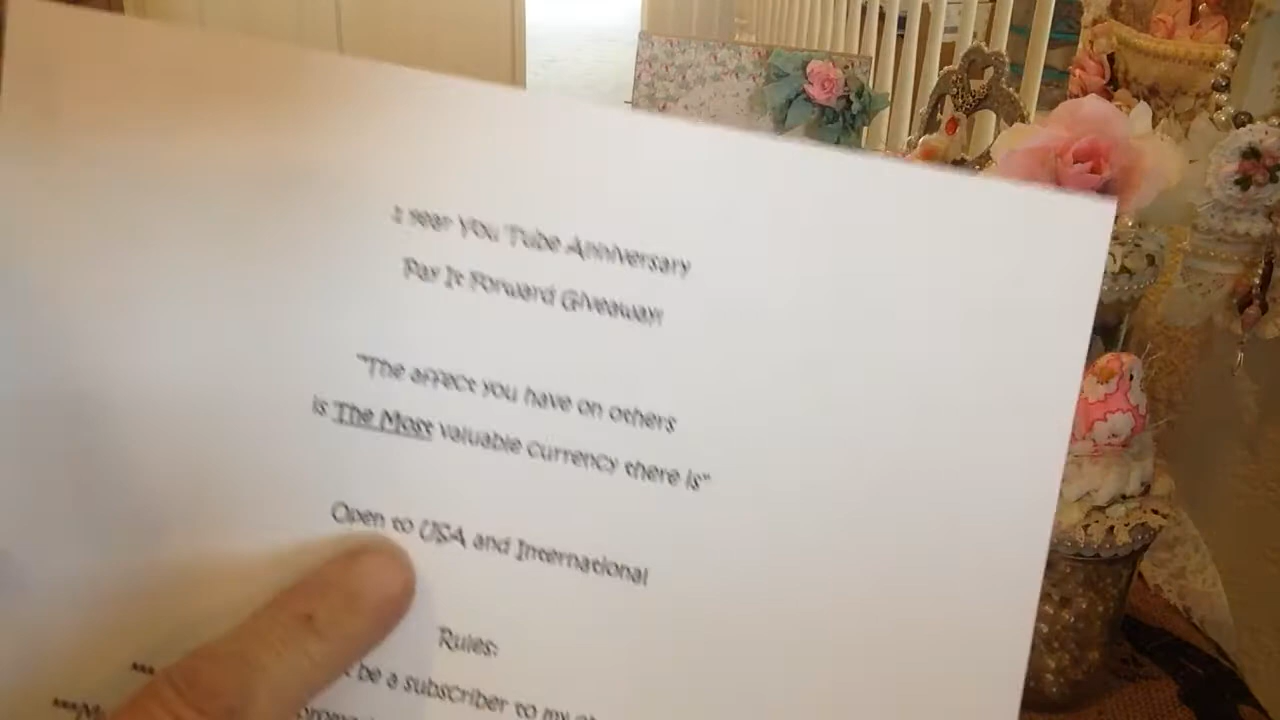 1 year You Tube Anniversary
Pay It Forward Giveaway!
"The affect you have on others
is The Most valuable currency there is"
Open to USA and International
Rules:
*** be a subscriber to my
***